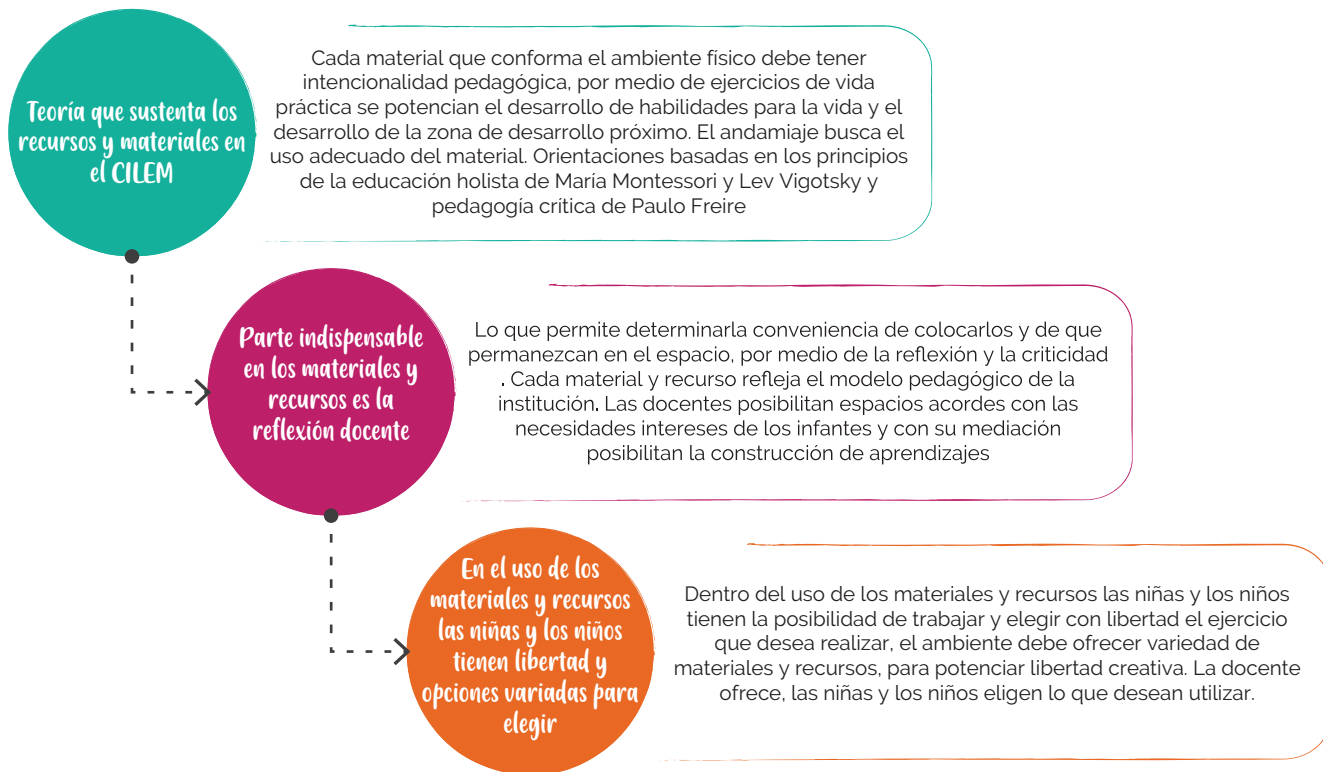 Teoría que sustenta los
recursos y materiales en
el CILEM
Cada material que conforma el ambiente físico debe tener
intencionalidad pedagógica, por medio de ejercicios de vida
práctica se potencian el desarrollo de habilidades para la vida y el
desarrollo de la zona de desarrollo próximo. El andamiaje busca el
uso adecuado del material. Orientaciones basadas en los principios
de la educación holista de María Montessori y Lev Vigotsky y
pedagogía crítica de Paulo Freire
Parte indispensable
en los materiales y
recursos es la
reflexión docente
Lo que permite determinarla conveniencia de colocarlos y de que
permanezcan en el espacio, por medio de la reflexión y la criticidad
. Cada material y recurso refleja el modelo pedagógico de la
institución. Las docentes posibilitan espacios acordes con las
necesidades intereses de los infantes y con su mediación
posibilitan la construcción de aprendizajes
En el uso de los
materiales y recursos
las niñas y los niños
tienen libertad y
opciones variadas para
elegir
Dentro del uso de los materiales y recursos las niñas y los niños
tienen la posibilidad de trabajar y elegir con libertad el ejercicio
que desea realizar, el ambiente debe ofrecer variedad de
materiales y recursos, para potenciar libertad creativa. La docente
ofrece, las niñas y los niños eligen lo que desean utilizar.